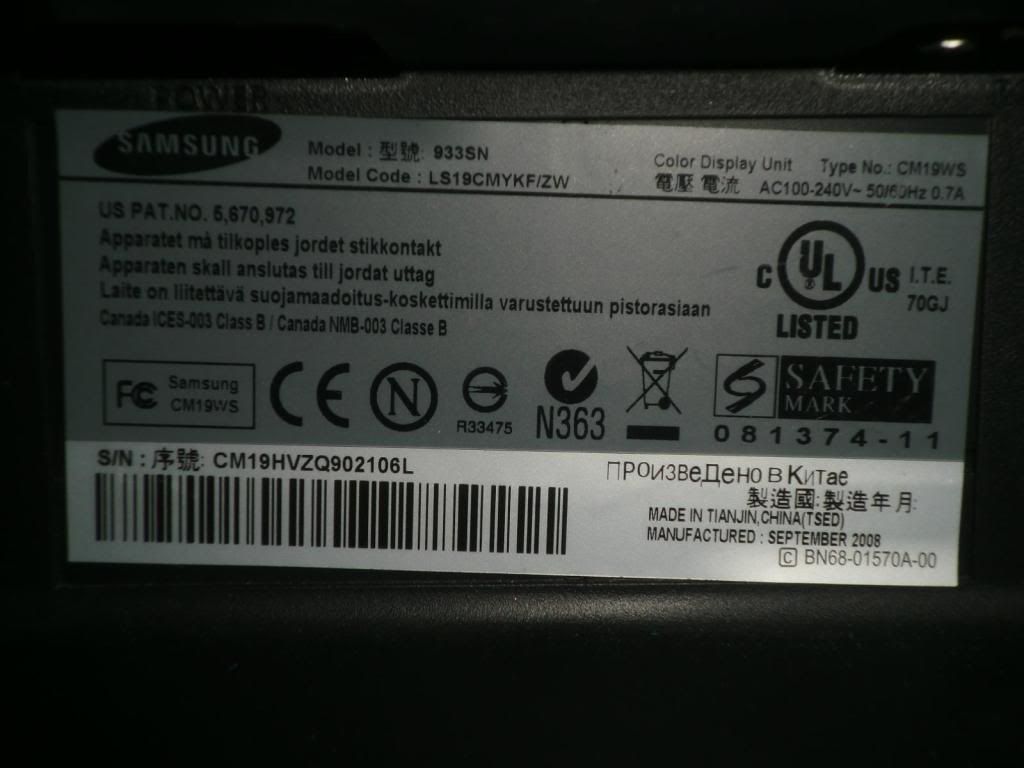 POWER
SAMSUNG
Model : 型號: 933SN
Model Code : LS19CMYKF/ZW
Color Display Unit Type No.: CM19WS
電壓 電流 AC100-240V~ 50/60Hz 0.7A
US PAT.NO. 5,670,972
Apparatet må tilkoples jordet stikkontakt
Apparaten skall anslutas till jordat uttag
Laite on liitettävä suojamaadoitus-koskettimilla varustettuun pistorasiaan
Canada ICES-003 Class B / Canada NMB-003 Classe B
C UL ® US I.T.E.
70GJ
LISTED
FC Samsung
CM19WS
CE
N
R33475
N363
S SAFETY
MARK
081374-11
S/N : 序號: CM19HVZQ902106L
ПРОИЗВеДено в Китае
製造國:製造年月:
MADE IN TIANJIN,CHINA(TSED)
MANUFACTURED : SEPTEMBER 2008
C BN68-01570A-00